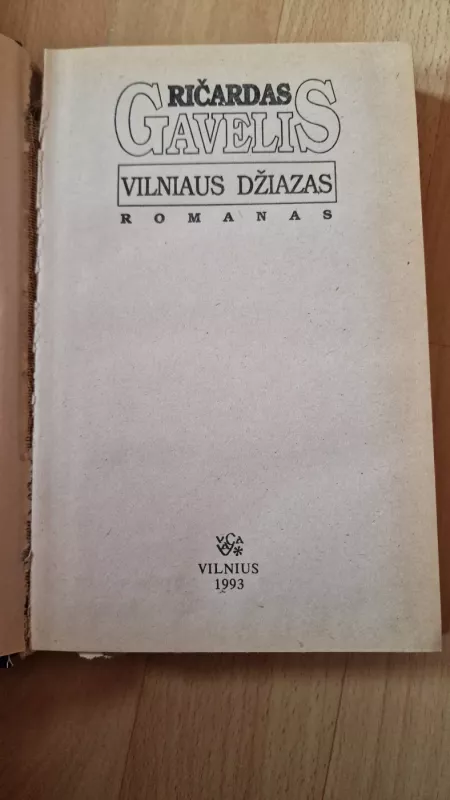 RIČARDAS
GAVELIS
VILNIAUS DŽIAZAS
ROMANAS
VILNIUS
1993